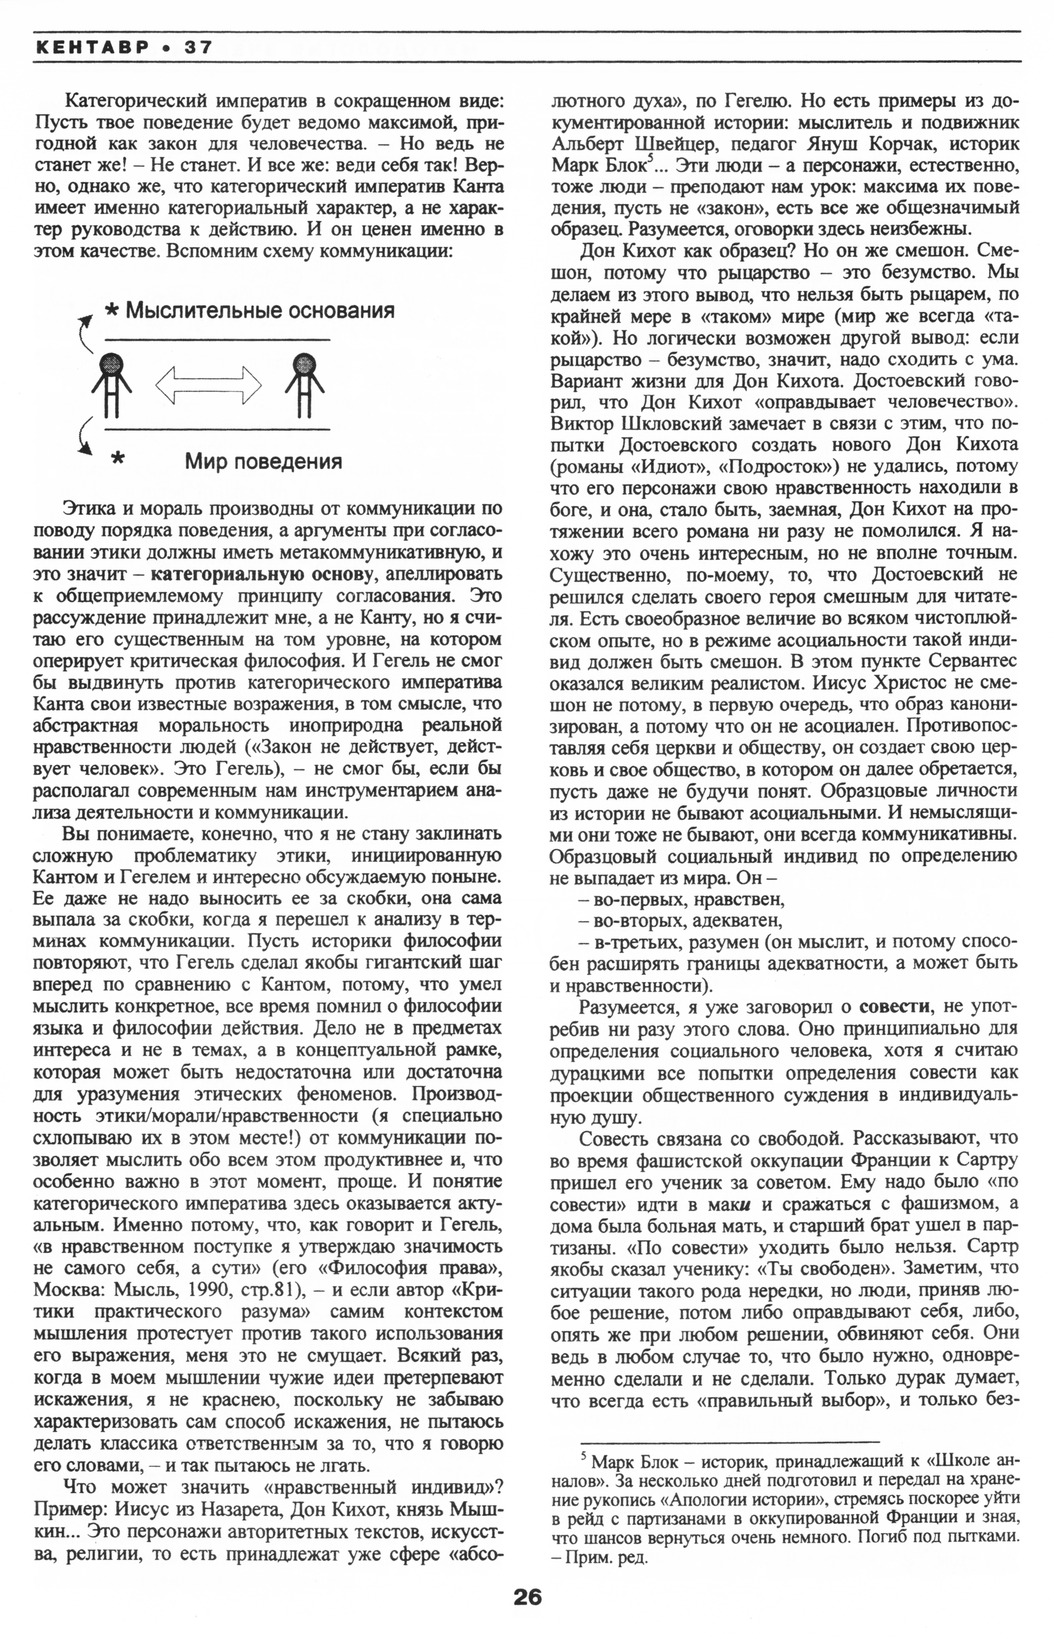 КЕНТАВР • 37
Категорический императив в сокращенном виде:
Пусть твое поведение будет ведомо максимой, при-
годной как закон для человечества. – Но ведь не
станет же! – Не станет. И все же: веди себя так! Вер-
но, однако же, что категорический императив Канта
имеет именно категориальный характер, а не харак-
тер руководства к действию. И он ценен именно в
этом качестве. Вспомним схему коммуникации:
* Мыслительные основания
* Мир поведения
Этика и мораль производны от коммуникации по
поводу порядка поведения, а аргументы при согласо-
вании этики должны иметь метакоммуникативную, и
это значит – категориальную основу, апеллировать
к общеприемлемому принципу согласования. Это
рассуждение принадлежит мне, а не Канту, но я счи-
таю его существенным на том уровне, на котором
оперирует критическая философия. И Гегель не смог
бы выдвинуть против категорического императива
Канта свои известные возражения, в том смысле, что
абстрактная моральность иноприродна реальной
нравственности людей («Закон не действует, дейст-
вует человек». Это Гегель), – не смог бы, если бы
располагал современным нам инструментарием ана-
лиза деятельности и коммуникации.
Вы понимаете, конечно, что я не стану заклинать
сложную проблематику этики, инициированную
Кантом и Гегелем и интересно обсуждаемую поныне.
Ее даже не надо выносить ее за скобки, она сама
выпала за скобки, когда я перешел к анализу в тер-
минах коммуникации. Пусть историки философии
повторяют, что Гегель сделал якобы гигантский шаг
вперед по сравнению с Кантом, потому, что умел
мыслить конкретное, все время помнил о философии
языка и философии действия. Дело не в предметах
интереса и не в темах, а в концептуальной рамке,
которая может быть недостаточна или достаточна
для уразумения этических феноменов. Производ-
ность этики/морали/нравственности (я специально
схлопываю их в этом месте!) от коммуникации по-
зволяет мыслить обо всем этом продуктивнее и, что
особенно важно в этот момент, проще. И понятие
категорического императива здесь оказывается акту-
альным. Именно потому, что, как говорит и Гегель,
«в нравственном поступке я утверждаю значимость
не самого себя, а сути» (его «Философия права»,
Москва: Мысль, 1990, стр.81), – и если автор «Кри-
тики практического разума» самим контекстом
мышления протестует против такого использования
его выражения, меня это не смущает. Всякий раз,
когда в моем мышлении чужие идеи претерпевают
искажения, я не краснею, поскольку не забываю
характеризовать сам способ искажения, не пытаюсь
делать классика ответственным за то, что я говорю
его словами, – и так пытаюсь не лгать.
Что может значить «нравственный индивид»?
Пример: Иисус из Назарета, Дон Кихот, князь Мыш-
кин... Это персонажи авторитетных текстов, искусст-
ва, религии, то есть принадлежат уже сфере «абсо-
лютного духа», по Гегелю. Но есть примеры из до-
кументированной истории: мыслитель и подвижник
Альберт Швейцер, педагог Януш Корчак, историк
Марк Блок⁵... Эти люди – а персонажи, естественно,
тоже люди – преподают нам урок: максима их пове-
дения, пусть не «закон», есть все же общезначимый
образец. Разумеется, оговорки здесь неизбежны.
Дон Кихот как образец? Но он же смешон. Сме-
шон, потому что рыцарство – это безумство. Мы
делаем из этого вывод, что нельзя быть рыцарем, по
крайней мере в «таком» мире (мир же всегда «та-
кой»). Но логически возможен другой вывод: если
рыцарство – безумство, значит, надо сходить с ума.
Вариант жизни для Дон Кихота. Достоевский гово-
рил, что Дон Кихот «оправдывает человечество».
Виктор Шкловский замечает в связи с этим, что по-
пытки Достоевского создать нового Дон Кихота
(романы «Идиот», «Подросток») не удались, потому
что его персонажи свою нравственность находили в
боге, и она, стало быть, заемная, Дон Кихот на про-
тяжении всего романа ни разу не помолился. Я на-
хожу это очень интересным, но не вполне точным.
Существенно, по-моему, то, что Достоевский не
решился сделать своего героя смешным для читате-
ля. Есть своеобразное величие во всяком чистоплюй-
ском опыте, но в режиме асоциальности такой инди-
вид должен быть смешон. В этом пункте Сервантес
оказался великим реалистом. Иисус Христос не сме-
шон не потому, в первую очередь, что образ канони-
зирован, а потому что он не асоциален. Противопос-
тавляя себя церкви и обществу, он создает свою цер-
ковь и свое общество, в котором он далее обретается,
пусть даже не будучи понят. Образцовые личности
из истории не бывают асоциальными. И немыслящи-
ми они тоже не бывают, они всегда коммуникативны.
Образцовый социальный индивид по определению
не выпадает из мира. Он –
– во-первых, нравствен,
– во-вторых, адекватен,
– в-третьих, разумен (он мыслит, и потому спосо-
бен расширять границы адекватности, а может быть
и нравственности).
Разумеется, я уже заговорил о совести, не упот-
ребив ни разу этого слова. Оно принципиально для
определения социального человека, хотя я считаю
дурацкими все попытки определения совести как
проекции общественного суждения в индивидуаль-
ную душу.
Совесть связана со свободой. Рассказывают, что
во время фашистской оккупации Франции к Сартру
пришел его ученик за советом. Ему надо было «по
совести» идти в маки и сражаться с фашизмом, а
дома была больная мать, и старший брат ушел в пар-
тизаны. «По совести» уходить было нельзя. Сартр
якобы сказал ученику: «Ты свободен». Заметим, что
ситуации такого рода нередки, но люди, приняв лю-
бое решение, потом либо оправдывают себя, либо,
опять же при любом решении, обвиняют себя. Они
ведь в любом случае то, что было нужно, одновре-
менно сделали и не сделали. Только дурак думает,
что всегда есть «правильный выбор», и только без-
⁵ Марк Блок – историк, принадлежащий к «Школе ан-
налов». За несколько дней подготовил и передал на хране-
ние рукопись «Апологии истории», стремясь поскорее уйти
в рейд с партизанами в оккупированной Франции и зная,
что шансов вернуться очень немного. Погиб под пытками.
– Прим. ред.
26